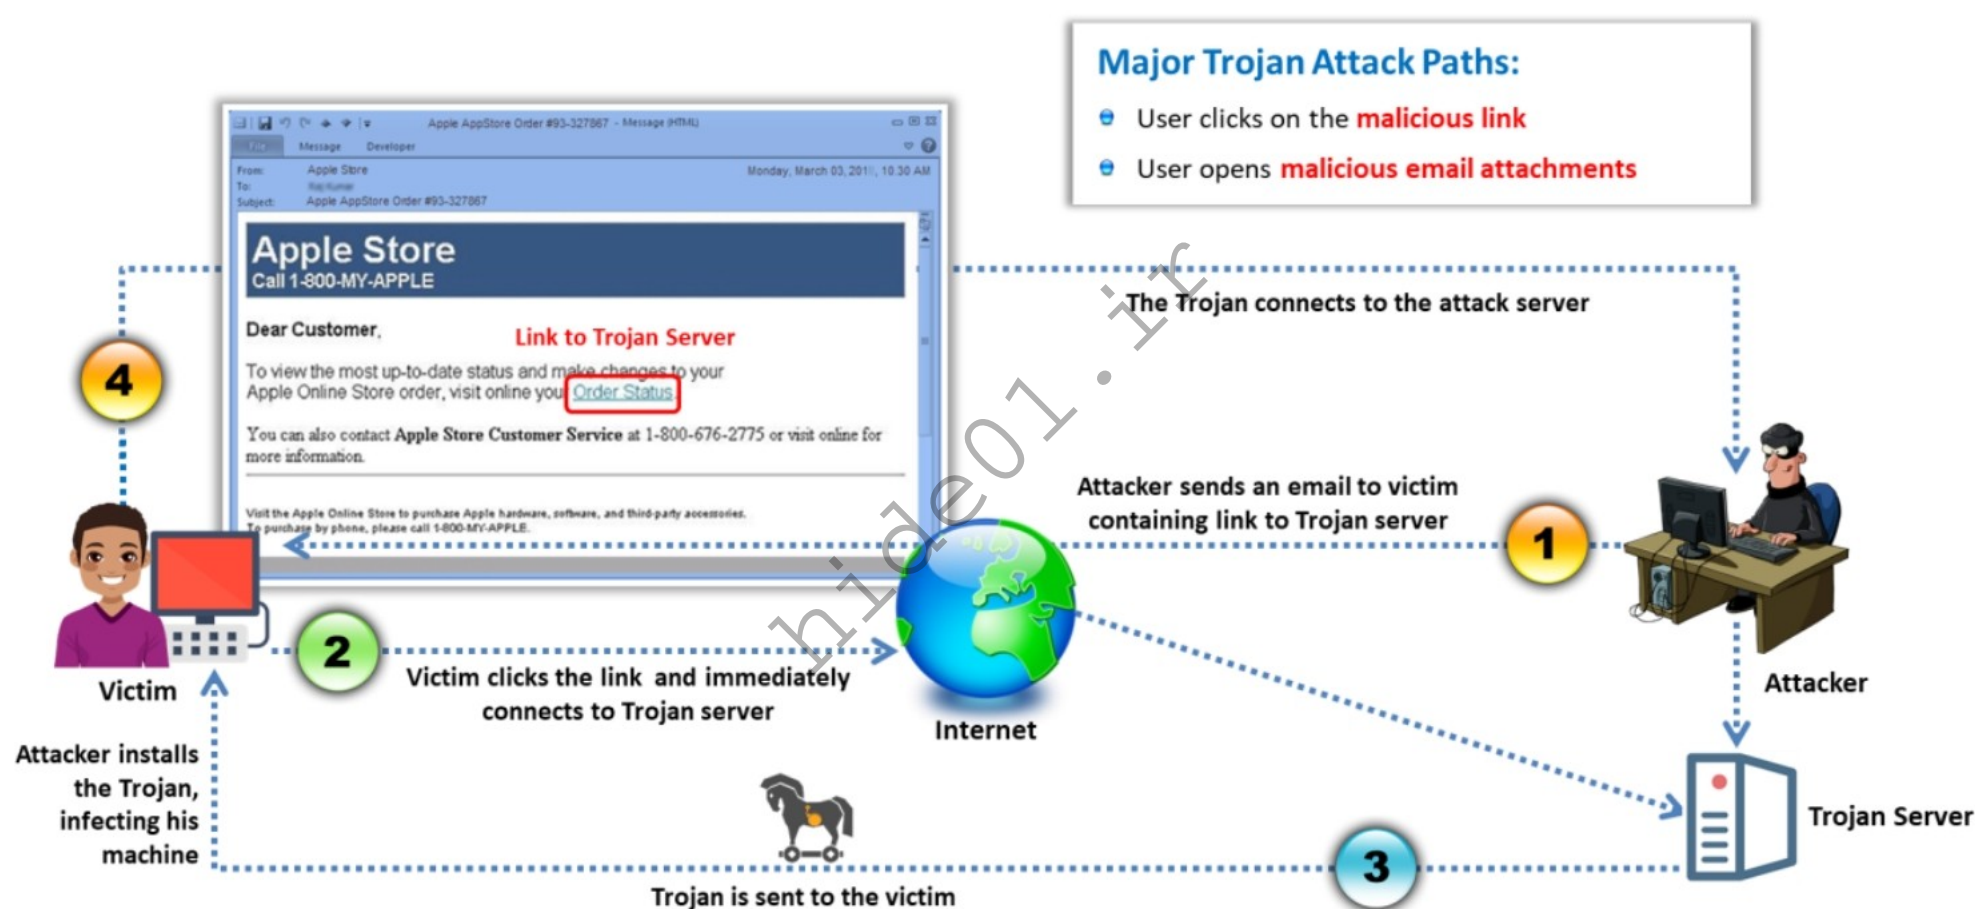 Major Trojan Attack Paths:
User clicks on the malicious link
User opens malicious email attachments
Apple AppStore Order #93-327867 - Message (HTML)
File Message Developer
From: Apple Store Monday, March 03, 201 , 10.30 AM
To:
Subject: Apple AppStore Order #93-327867
Apple Store
Call 1-800-MY-APPLE
Dear Customer,
Link to Trojan Server
To view the most up-to-date status and make changes to your
Apple Online Store order, visit online your Order Status.
You can also contact Apple Store Customer Service at 1-800-676-2775 or visit online for
more information.
Visit the Apple Online Store to purchase Apple hardware, software, and third-party accessories.
To purchase by phone, please call 1-800-MY-APPLE.
The Trojan connects to the attack server
4
Attacker sends an email to victim
containing link to Trojan server
1
2
Victim clicks the link and immediately
connects to Trojan server
Victim
Internet
Attacker
Attacker installs
the Trojan,
infecting his
machine
Trojan Server
3
Trojan is sent to the victim
hide01.ir